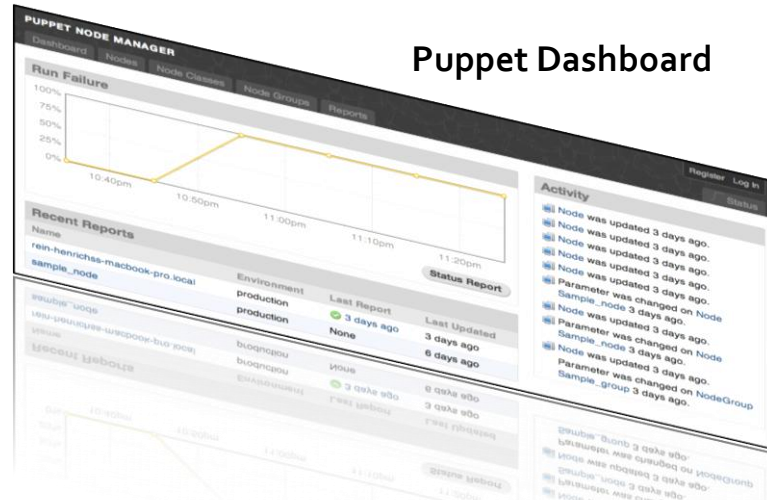 Puppet Dashboard
PUPPET NODE MANAGER
Dashboard Nodes Node Classes Node Groups Reports
Register Log In
Status
Run Failure
100%
75%
50%
25%
0%
10:40pm 10:50pm 11:00pm 11:10pm 11:20pm
Status Report
Recent Reports
Name Environment Last Report Last Updated
rein-henrichss-macbook-pro.local production 3 days ago 3 days ago
sample_node production None 6 days ago
Activity
Node was updated 3 days ago.
Node was updated 3 days ago.
Node was updated 3 days ago.
Node was updated 3 days ago.
Node was updated 3 days ago.
Parameter was changed on Node
Sample_node 3 days ago.
Node was updated 3 days ago.
Parameter was changed on Node
Sample_node 3 days ago.
Node was updated 3 days ago.
Parameter was changed on NodeGroup
Sample_group 3 days ago.